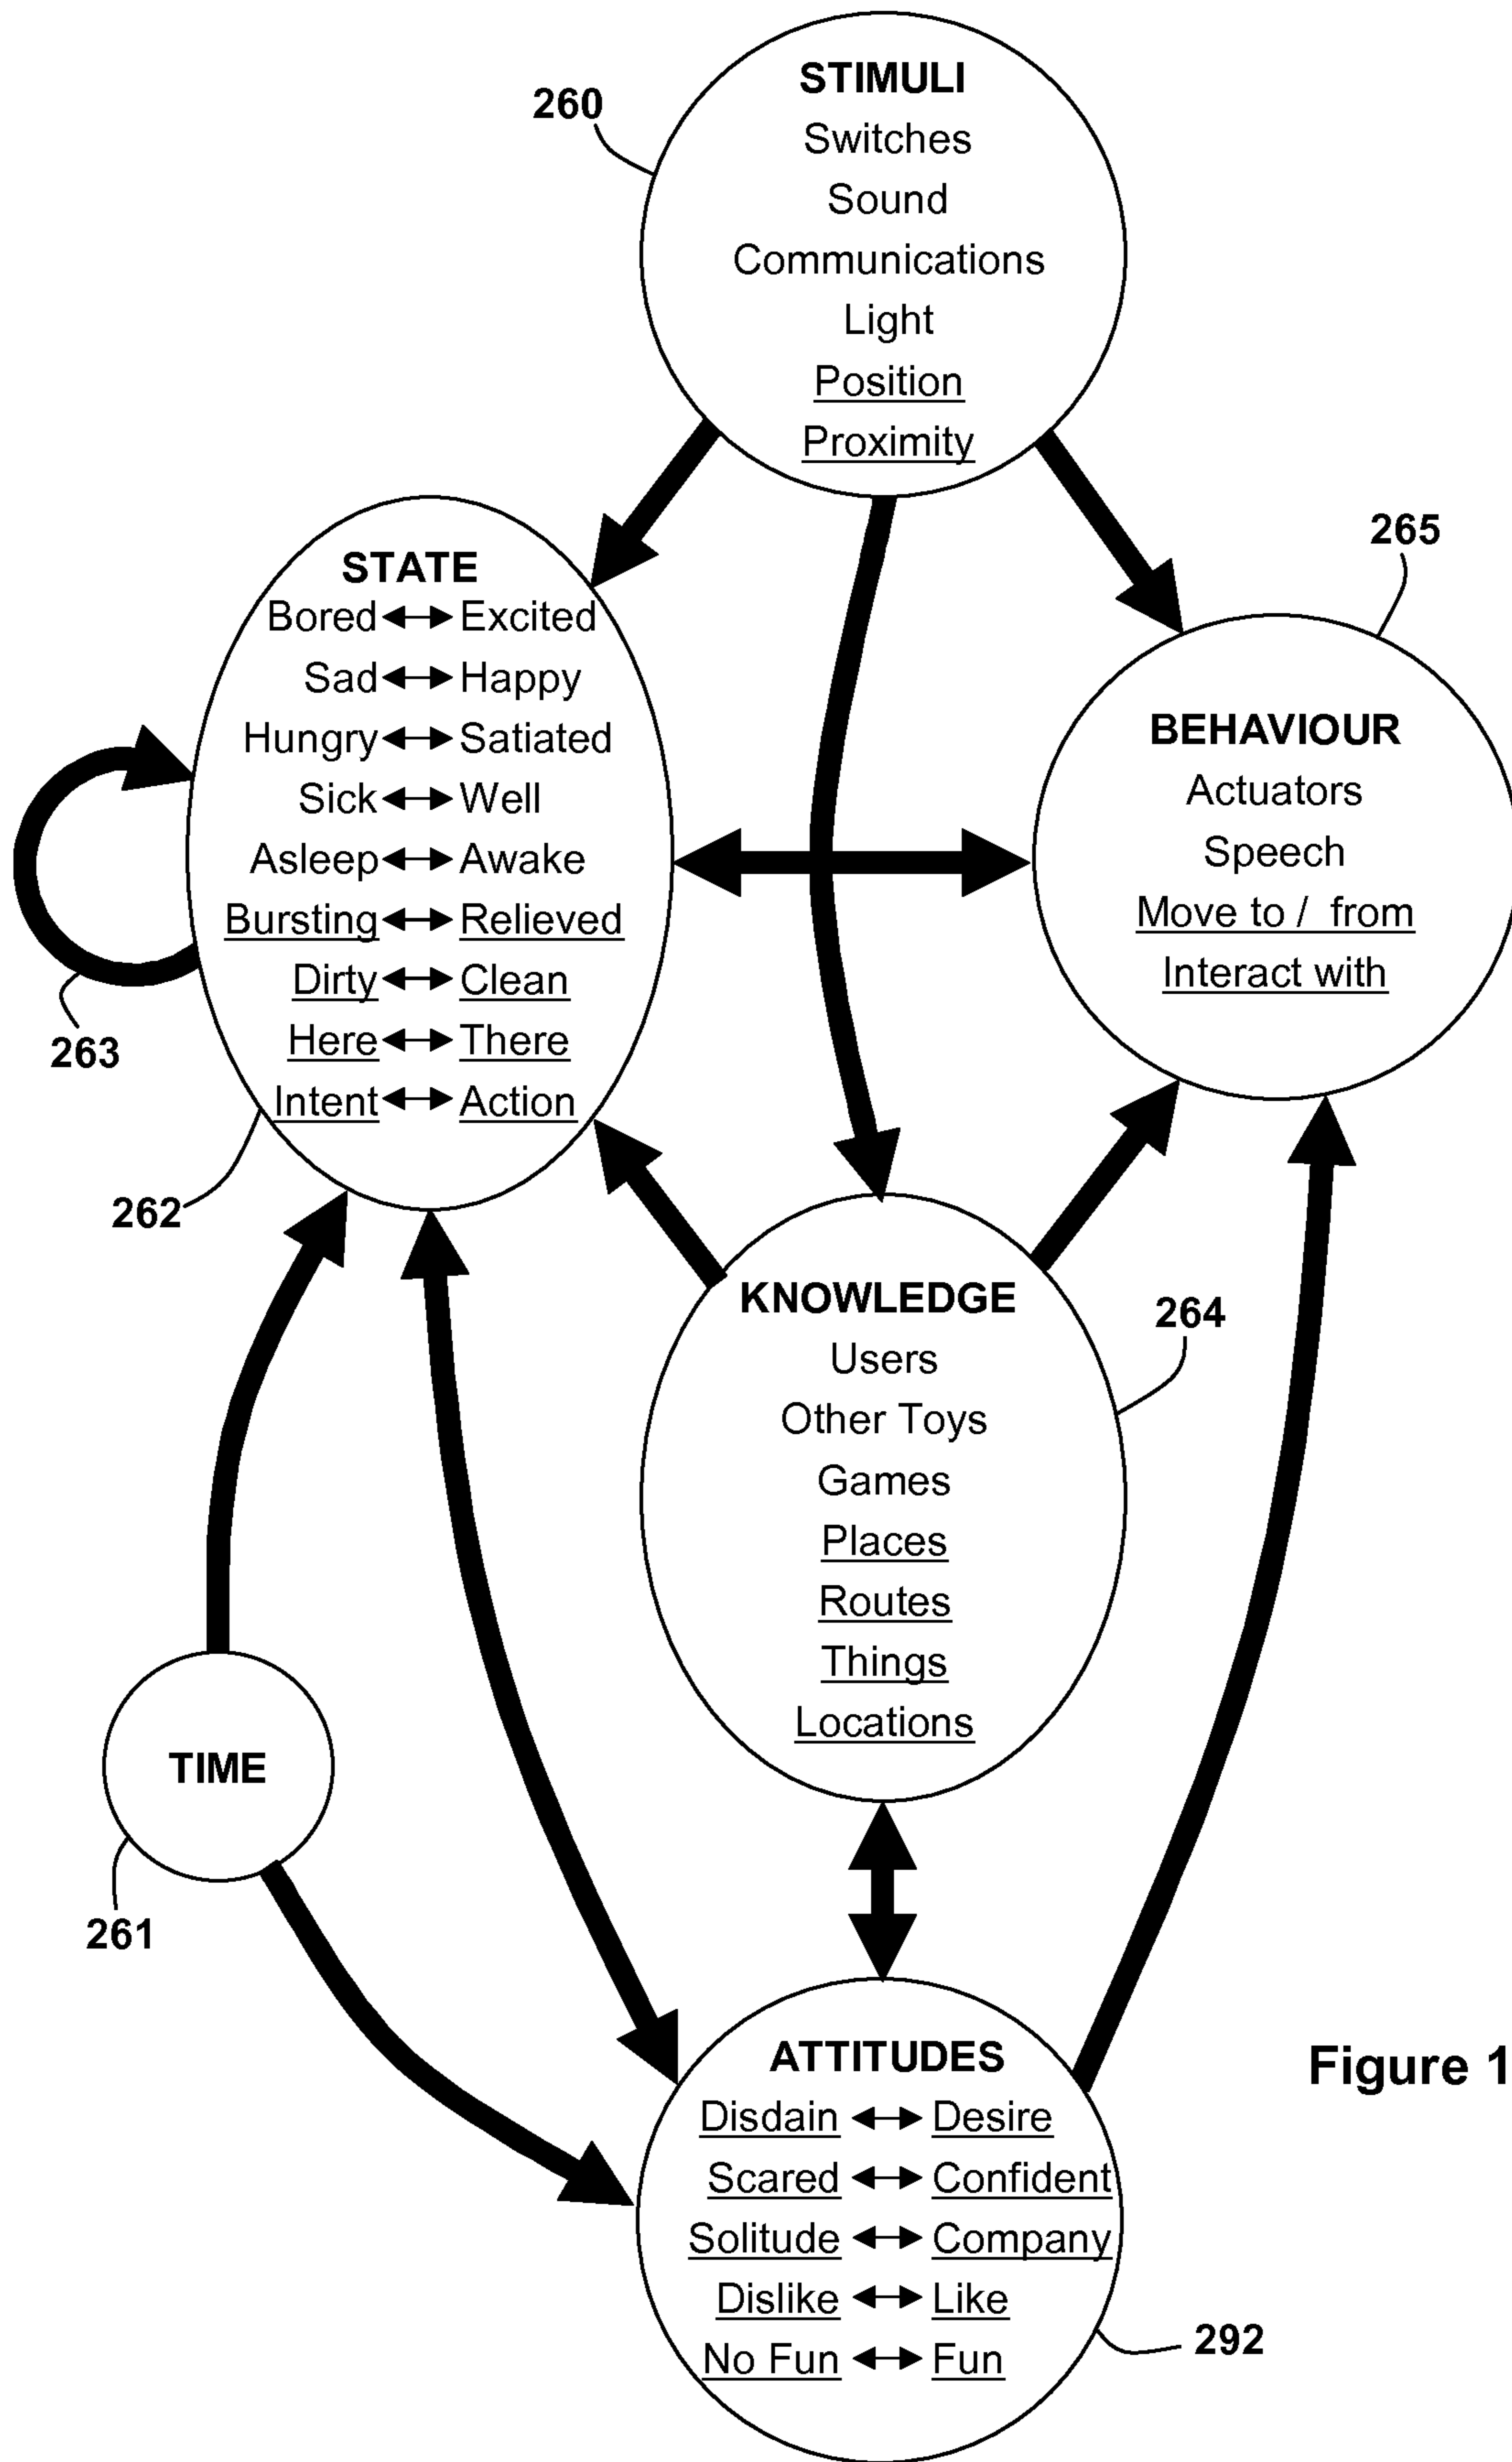 STIMULI
260
Switches
Sound
Communications
Light
Position
Proximity
265
STATE
Bored Excited
Sad Happy
Hungry Satiated
Sick Well
Asleep Awake
Bursting Relieved
Dirty Clean
Here There
Intent Action
263
262
BEHAVIOUR
Actuators
Speech
Move to / from
Interact with
KNOWLEDGE
264
Users
Other Toys
Games
Places
Routes
Things
Locations
TIME
261
ATTITUDES
Disdain Desire
Scared Confident
Solitude Company
Dislike Like
No Fun Fun
292
Figure 1